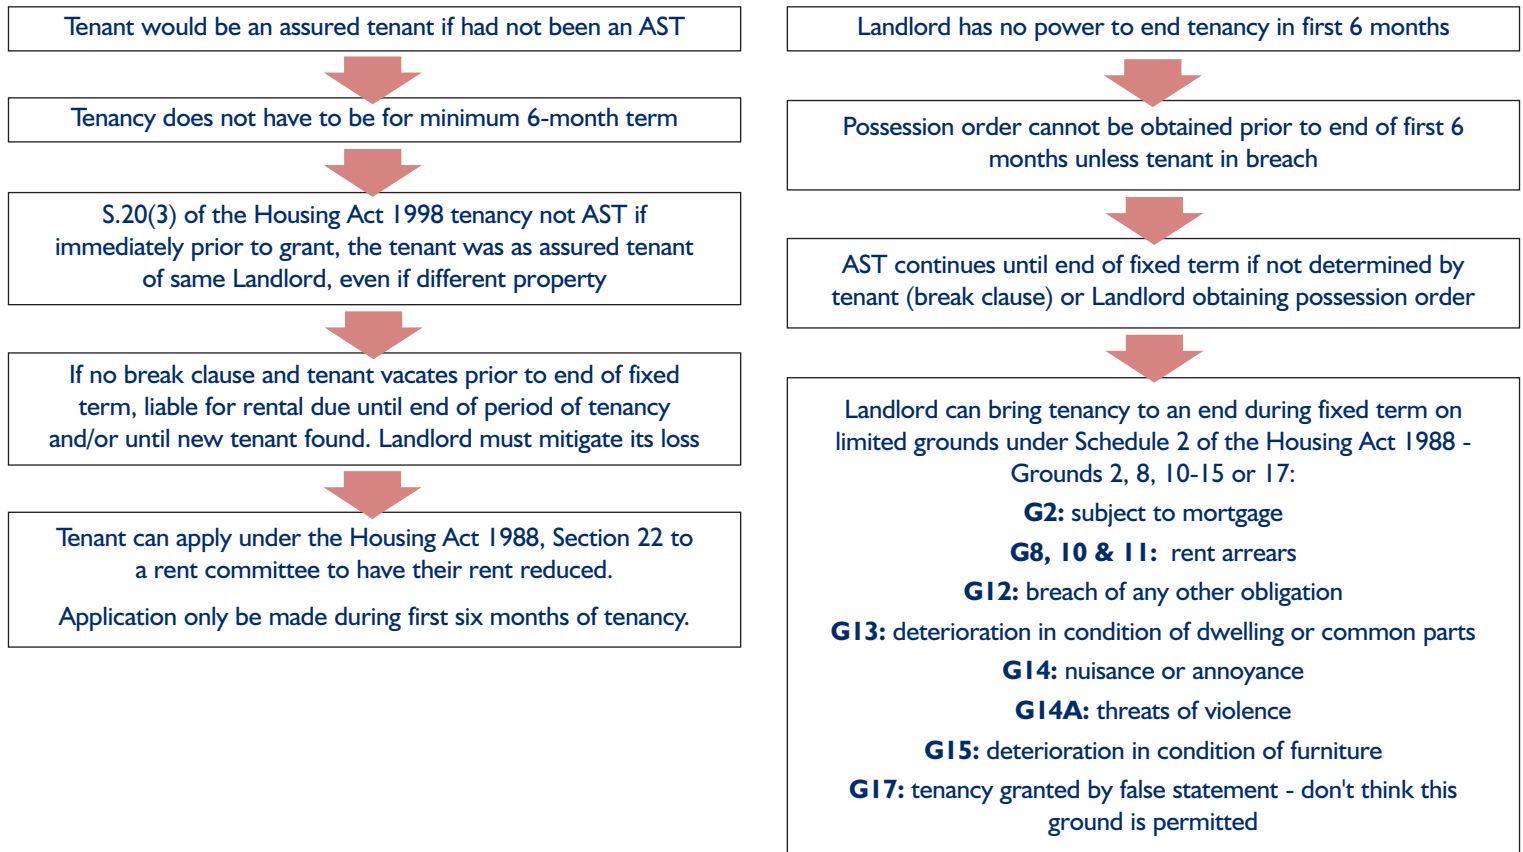 Tenant would be an assured tenant if had not been an AST
Tenancy does not have to be for minimum 6-month term
S.20(3) of the Housing Act 1998 tenancy not AST if
immediately prior to grant, the tenant was as assured tenant
of same Landlord, even if different property
If no break clause and tenant vacates prior to end of fixed
term, liable for rental due until end of period of tenancy
and/or until new tenant found. Landlord must mitigate its loss
Tenant can apply under the Housing Act 1988, Section 22 to
a rent committee to have their rent reduced.
Application only be made during first six months of tenancy.
Landlord has no power to end tenancy in first 6 months
Possession order cannot be obtained prior to end of first 6
months unless tenant in breach
AST continues until end of fixed term if not determined by
tenant (break clause) or Landlord obtaining possession order
Landlord can bring tenancy to an end during fixed term on
limited grounds under Schedule 2 of the Housing Act 1988 -
Grounds 2, 8, 10-15 or 17:
G2: subject to mortgage
G8, 10 & 11: rent arrears
G12: breach of any other obligation
G13: deterioration in condition of dwelling or common parts
G14: nuisance or annoyance
G14A: threats of violence
G15: deterioration in condition of furniture
G17: tenancy granted by false statement - don't think this
ground is permitted